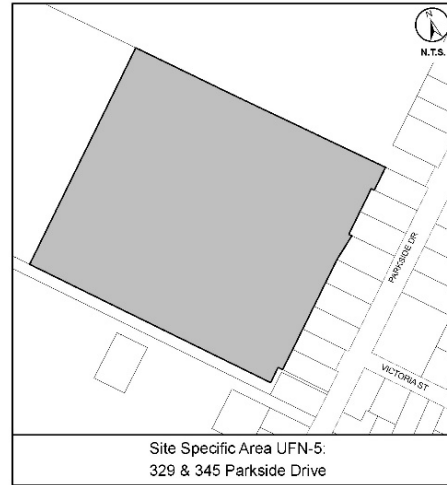 N
N.T.S.
PARKSIDE DR
VICTORIA ST
Site Specific Area UFN-5:
329 & 345 Parkside Drive